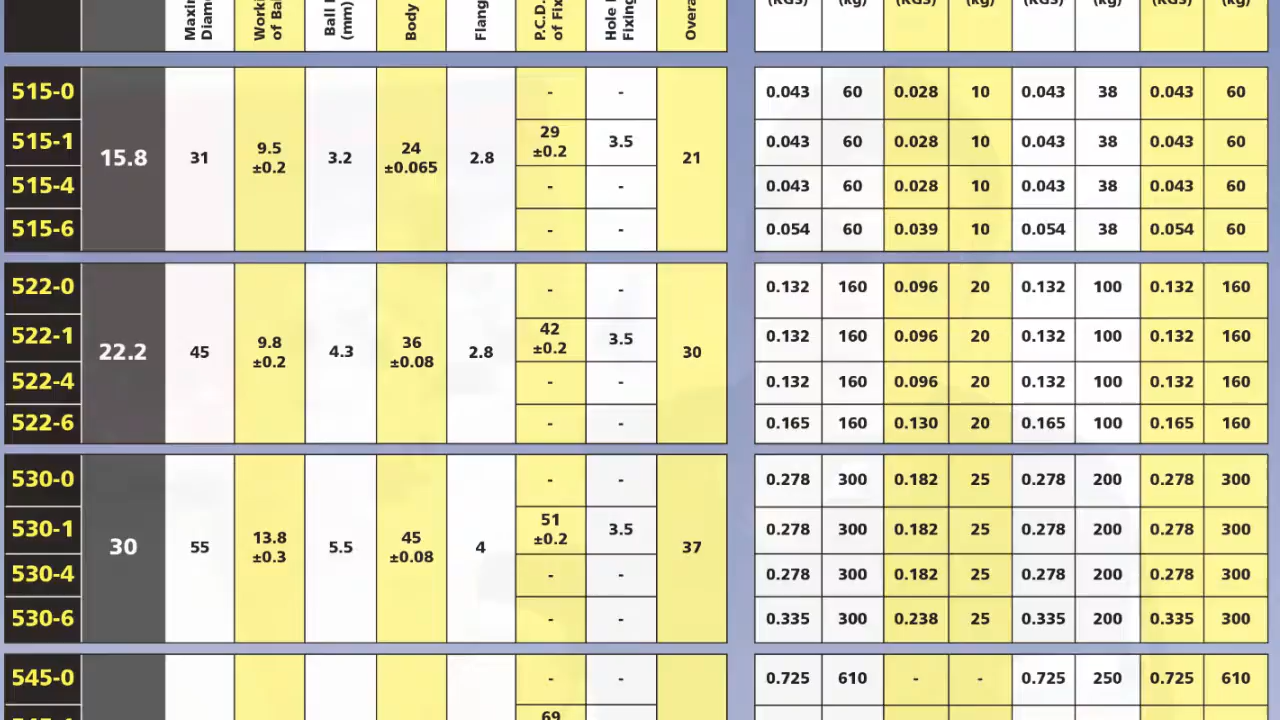 (KGS) (kg) (KGS) (kg) (KGS) (kg) (KGS) (kg)
of Bal
Ball
(mm)
Body
P.C.D.
of Fix
Hole
Fixing
515-0 - - 0.043 60 0.028 10 0.043 38 0.043 60
515-1 29 ±0.2 3.5 0.043 60 0.028 10 0.043 38 0.043 60
15.8 31 9.5 ±0.2 3.2 24 ±0.065 2.8 21
515-4 - - 0.043 60 0.028 10 0.043 38 0.043 60
515-6 - - 0.054 60 0.039 10 0.054 38 0.054 60
522-0 - - 0.132 160 0.096 20 0.132 100 0.132 160
522-1 42 ±0.2 3.5 0.132 160 0.096 20 0.132 100 0.132 160
22.2 45 9.8 ±0.2 4.3 36 ±0.08 2.8 30
522-4 - - 0.132 160 0.096 20 0.132 100 0.132 160
522-6 - - 0.165 160 0.130 20 0.165 100 0.165 160
530-0 - - 0.278 300 0.182 25 0.278 200 0.278 300
530-1 51 ±0.2 3.5 0.278 300 0.182 25 0.278 200 0.278 300
30 55 13.8 ±0.3 5.5 45 ±0.08 4 37
530-4 - - 0.278 300 0.182 25 0.278 200 0.278 300
530-6 - - 0.335 300 0.238 25 0.335 200 0.335 300
545-0 - - 0.725 610 - - 0.725 250 0.725 610
69